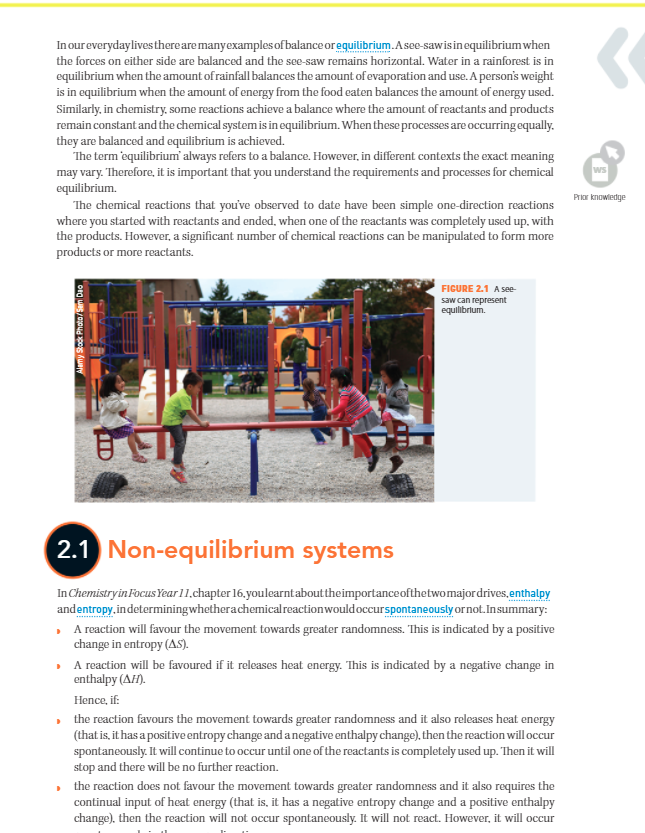 In our everyday lives there are many examples of balance or equilibrium. A see-saw is in equilibrium when
the forces on either side are balanced and the see-saw remains horizontal. Water in a rainforest is in
equilibrium when the amount of rainfall balances the amount of evaporation and use. A person's weight
is in equilibrium when the amount of energy from the food eaten balances the amount of energy used.
Similarly, in chemistry, some reactions achieve a balance where the amount of reactants and products
remain constant and the chemical system is in equilibrium. When these processes are occurring equally,
they are balanced and equilibrium is achieved.
The term 'equilibrium' always refers to a balance. However, in different contexts the exact meaning
may vary. Therefore, it is important that you understand the requirements and processes for chemical
equilibrium.
The chemical reactions that you've observed to date have been simple one-direction reactions
where you started with reactants and ended, when one of the reactants was completely used up, with
the products. However, a significant number of chemical reactions can be manipulated to form more
products or more reactants.
WS
Prior knowledge
Alamy Stock Photo/Sam Dao
FIGURE 2.1 A see-
saw can represent
equilibrium.
2.1 Non-equilibrium systems
In Chemistry in Focus Year 11, chapter 16, you learnt about the importance of the two major drives, enthalpy
and entropy, in determining whether a chemical reaction would occur spontaneously or not. In summary:
A reaction will favour the movement towards greater randomness. This is indicated by a positive
change in entropy (ΔS).
A reaction will be favoured if it releases heat energy. This is indicated by a negative change in
enthalpy (ΔH).
Hence, if:
the reaction favours the movement towards greater randomness and it also releases heat energy
(that is, it has a positive entropy change and a negative enthalpy change), then the reaction will occur
spontaneously. It will continue to occur until one of the reactants is completely used up. Then it will
stop and there will be no further reaction.
the reaction does not favour the movement towards greater randomness and it also requires the
continual input of heat energy (that is, it has a negative entropy change and a positive enthalpy
change), then the reaction will not occur spontaneously. It will not react. However, it will occur